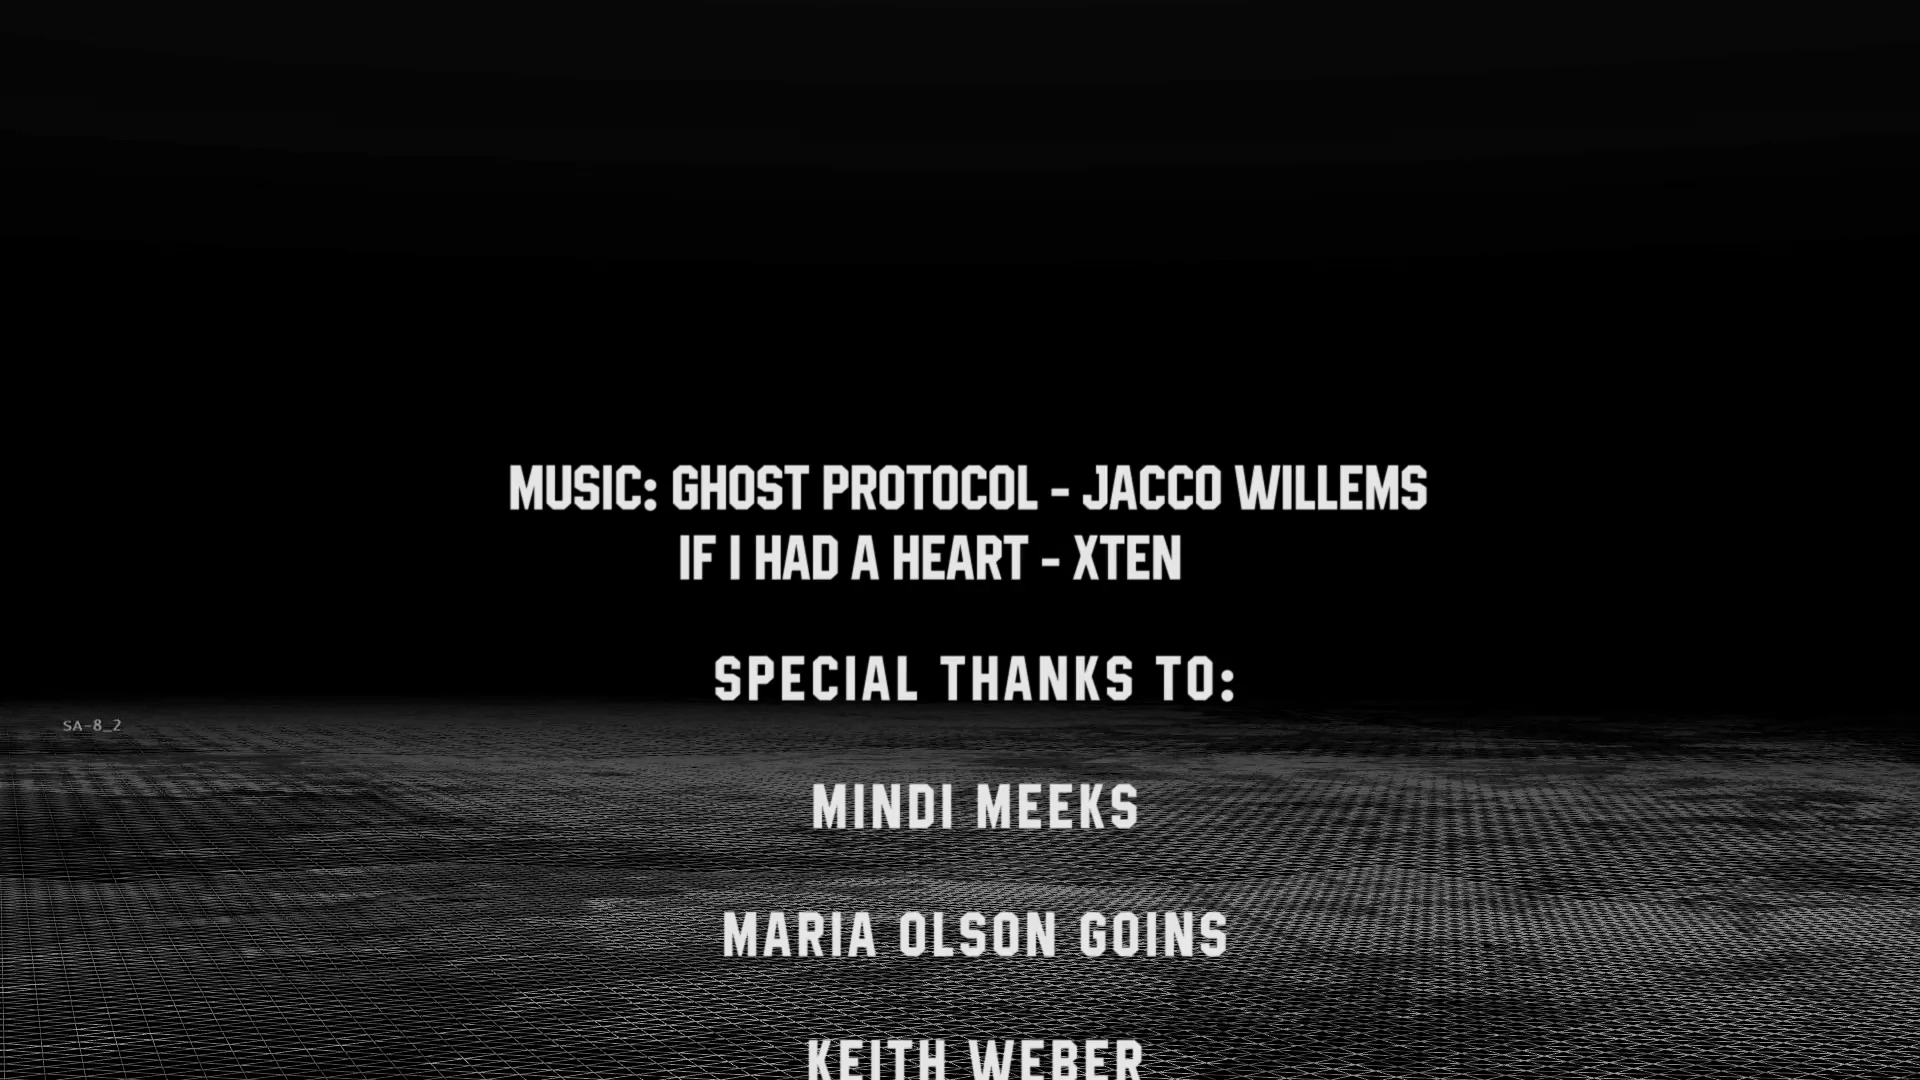 MUSIC: GHOST PROTOCOL - JACCO WILLEMS
IF I HAD A HEART - XTEN
SPECIAL THANKS TO:
SA-8_2
MINDI MEEKS
MARIA OLSON GOINS
KEITH WEBER